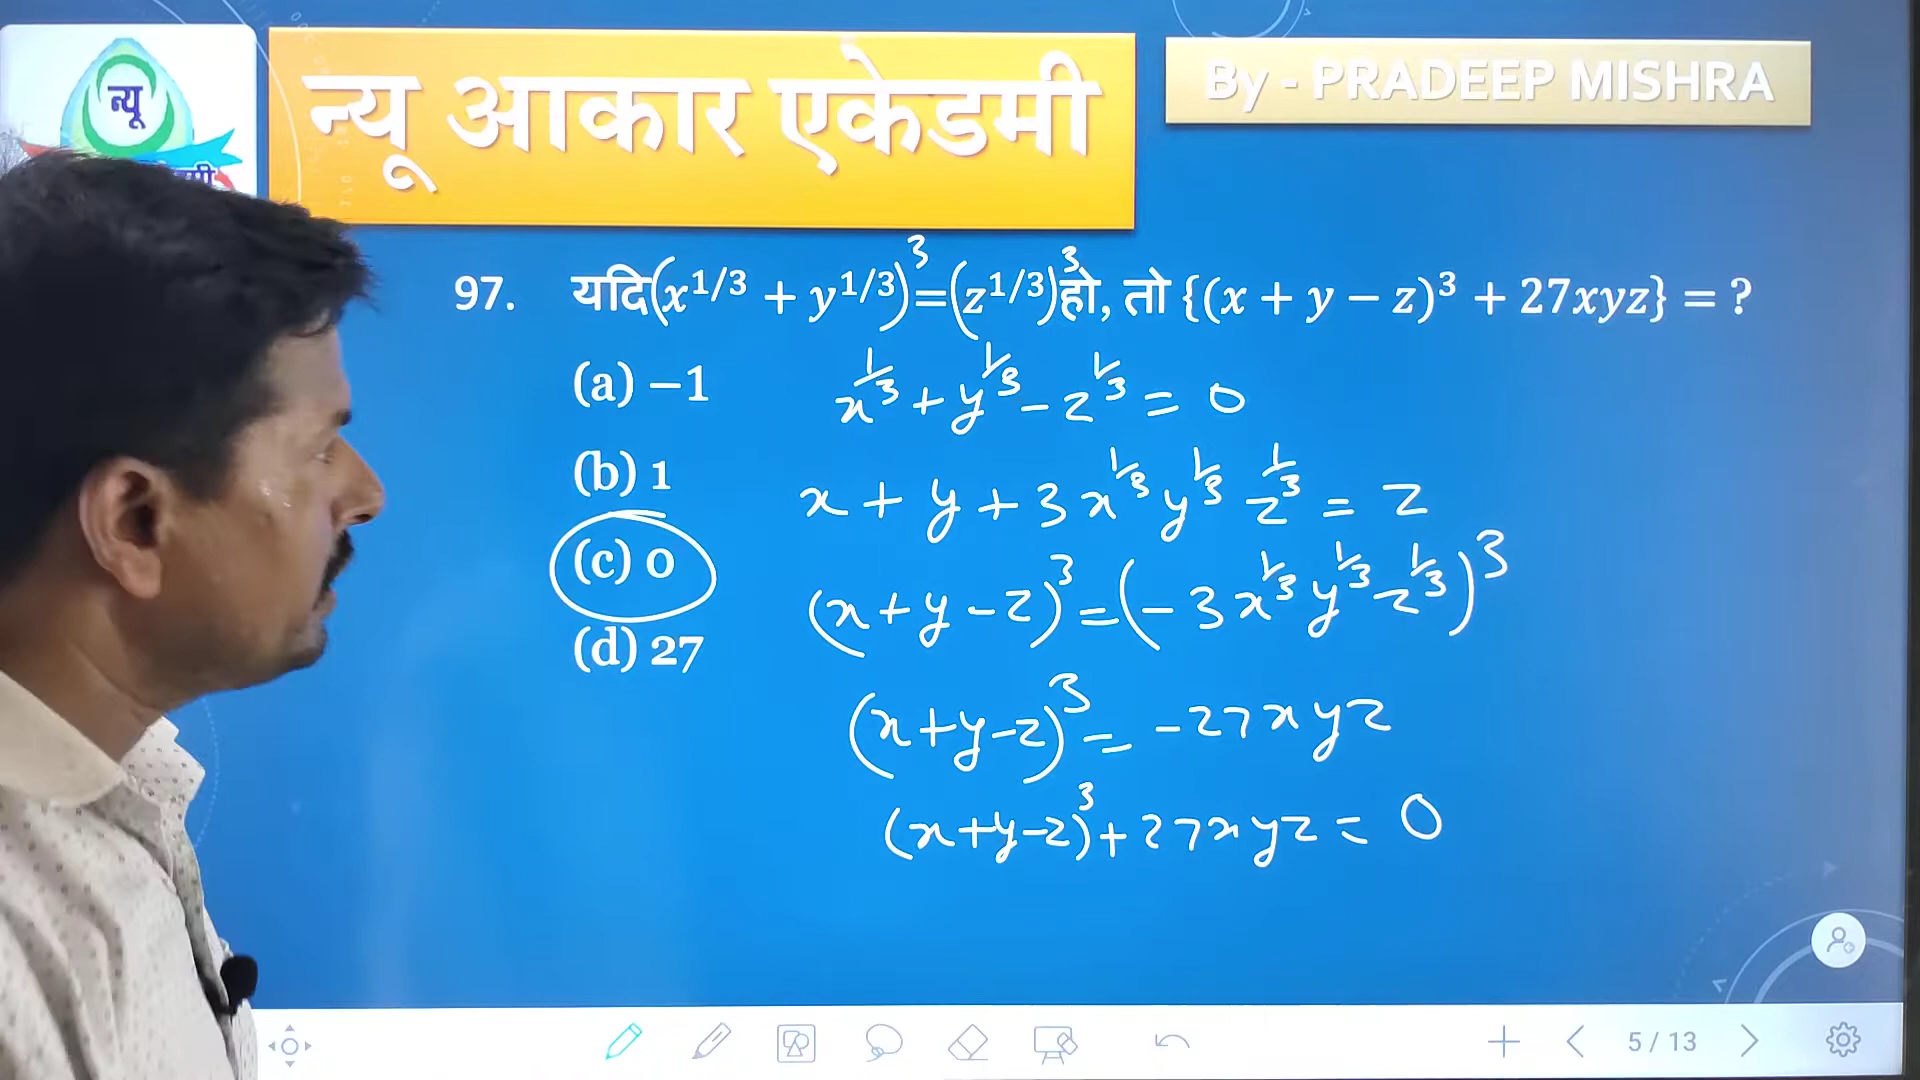 न्यू
मी
न्यू आकार एकेडमी
By - PRADEEP MISHRA
97. यदि (x^{1/3} + y^{1/3})^3 = (z^{1/3})^3 हो, तो {(x + y − z)³ + 27xyz} = ?
(a) −1
x^{1/3} + y^{1/3} − z^{1/3} = 0
(b) 1
x + y + 3x^{1/3} y^{1/3} z^{1/3} = z
(c) 0
(x + y − z)^3 = (−3x^{1/3} y^{1/3} z^{1/3})^3
(d) 27
(x + y − z)^3 = −27xyz
(x + y − z)^3 + 27xyz = 0
5 / 13